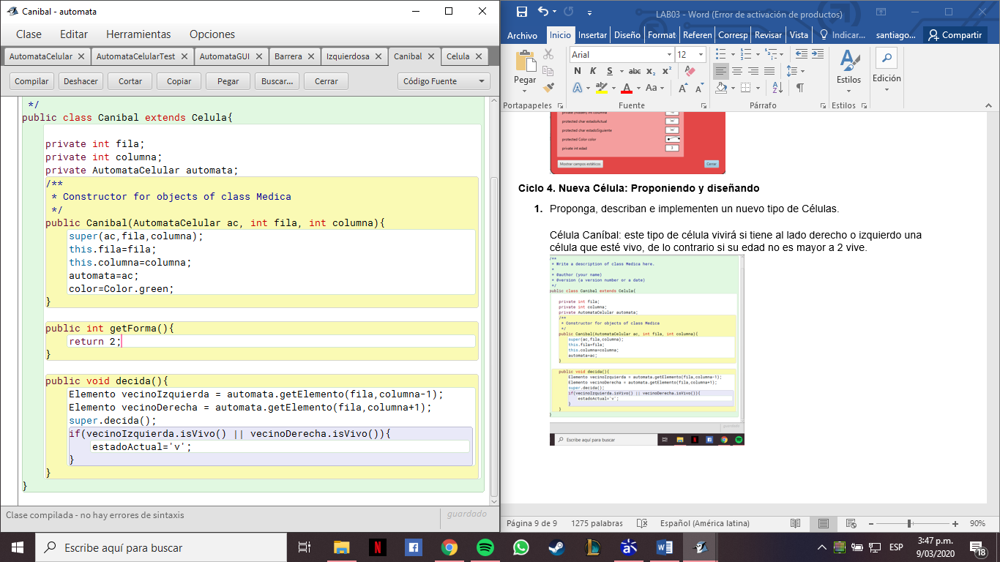 Canibal - automata
Clase Editar Herramientas Opciones
AutomataCelular AutomataCelularTest AutomataGUI Barrera Izquierdosa Canibal Celula
Compilar Deshacer Cortar Copiar Pegar Buscar... Cerrar Código Fuente
*/
public class Canibal extends Celula{
private int fila;
private int columna;
private AutomataCelular automata;
/**
* Constructor for objects of class Medica
*/
public Canibal(AutomataCelular ac, int fila, int columna){
super(ac,fila,columna);
this.fila=fila;
this.columna=columna;
automata=ac;
color=Color.green;
}
public int getForma(){
return 2;
}
public void decida(){
Elemento vecinoIzquierda = automata.getElemento(fila,columna-1);
Elemento vecinoDerecha = automata.getElemento(fila,columna+1);
super.decida();
if(vecinoIzquierda.isVivo() || vecinoDerecha.isVivo()){
estadoActual='v';
}
}
}
Clase compilada - no hay errores de sintaxis
guardado
LAB03 - Word (Error de activación de productos)
Archivo Inicio Insertar Diseño Format Referen Corresp Revisar Vista Indicar... santiago... Compartir
Arial 12
Pegar
N K S abc x₂ x²
A ab A Aa A A
Estilos
Edición
Portapapeles Fuente Párrafo Estilos
protected char estadoActual
protected char estadoSiguiente
protected Color color
private int edad 3
Mostrar campos estáticos Cerrar
Ciclo 4. Nueva Célula: Proponiendo y diseñando
1. Proponga, describan e implementen un nuevo tipo de Células.
Célula Caníbal: este tipo de célula vivirá si tiene al lado derecho o izquierdo una
célula que esté vivo, de lo contrario si su edad no es mayor a 2 vive.
/**
* Write a description of class Medica here.
*
* @author (your name)
* @version (a version number or a date)
*/
public class Canibal extends Celula{
private int fila;
private int columna;
private AutomataCelular automata;
/**
* Constructor for objects of class Medica
*/
public Canibal(AutomataCelular ac, int fila, int columna){
super(ac,fila,columna);
this.fila=fila;
this.columna=columna;
automata=ac;
}
public void decida(){
Elemento vecinoIzquierda = automata.getElemento(fila,columna-1);
Elemento vecinoDerecha = automata.getElemento(fila,columna+1);
super.decida();
if(vecinoIzquierda.isVivo() || vecinoDerecha.isVivo()){
estadoActual='v';
}
}
}
guardado
Escribe aquí para buscar
Página 9 de 9 1275 palabras Español (América latina) 90%
Escribe aquí para buscar
ESP
3:47 p.m.
9/03/2020
18